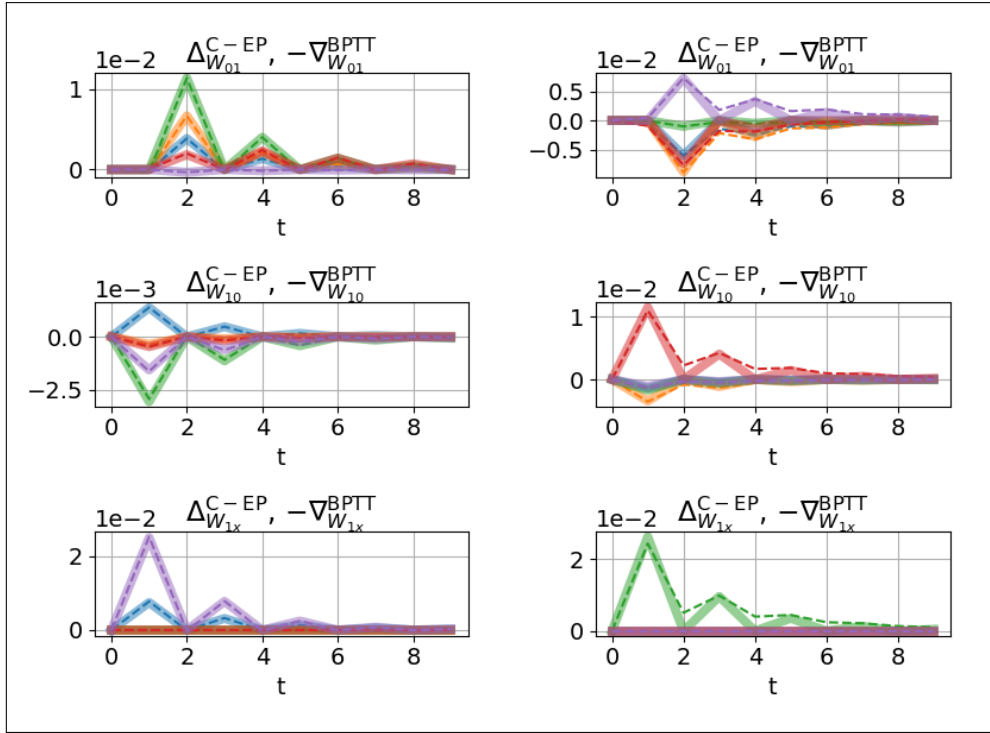 1e−2 Δ^{C−EP}_{W_{01}}, −∇^{BPTT}_{W_{01}}
1
0
0 2 4 6 8
t
1e−2 Δ^{C−EP}_{W_{01}}, −∇^{BPTT}_{W_{01}}
0.5
0.0
−0.5
0 2 4 6 8
t
1e−3 Δ^{C−EP}_{W_{10}}, −∇^{BPTT}_{W_{10}}
0.0
−2.5
0 2 4 6 8
t
1e−2 Δ^{C−EP}_{W_{10}}, −∇^{BPTT}_{W_{10}}
1
0
0 2 4 6 8
t
1e−2 Δ^{C−EP}_{W_{1x}}, −∇^{BPTT}_{W_{1x}}
2
0
0 2 4 6 8
t
1e−2 Δ^{C−EP}_{W_{1x}}, −∇^{BPTT}_{W_{1x}}
2
0
0 2 4 6 8
t